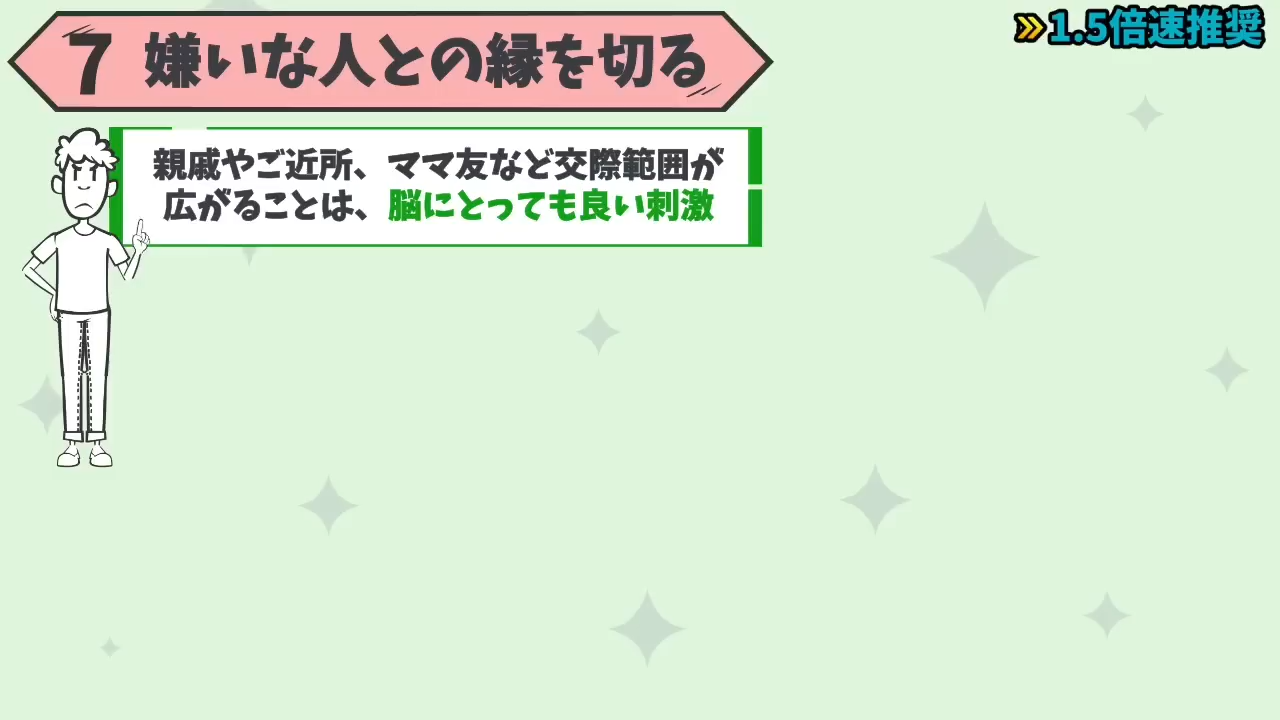 7 嫌いな人との縁を切る
1.5倍速推奨
親戚やご近所、ママ友など交際範囲が
広がることは、脳にとっても良い刺激